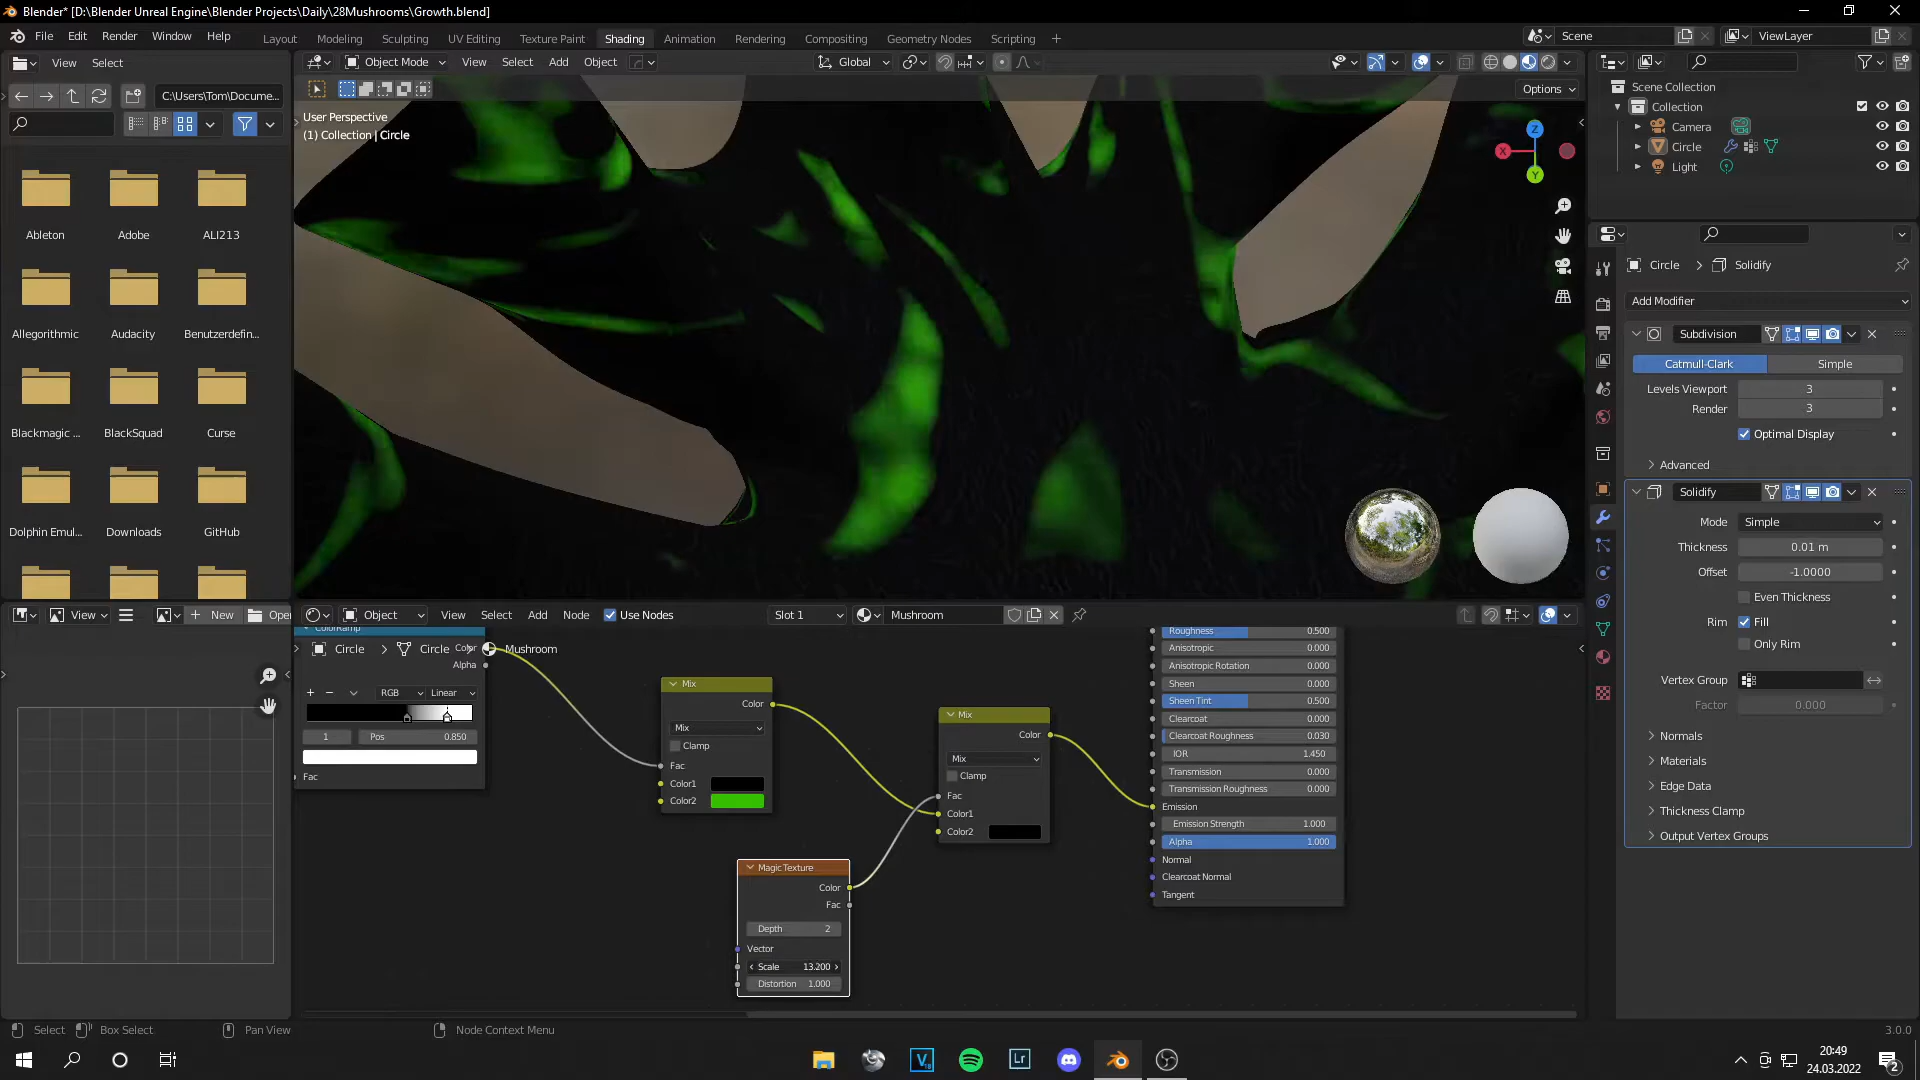 Blender* [D:\Blender Unreal Engine\Blender Projects\Daily\28Mushrooms\Growth.blend]
File Edit Render Window Help
Layout Modeling Sculpting UV Editing Texture Paint Shading Animation Rendering Compositing Geometry Nodes Scripting +
Scene
ViewLayer
View Select
Object Mode View Select Add Object
Global
C:\Users\Tom\Docume...
Options
User Perspective
(1) Collection | Circle
Z
X
Y
Scene Collection
Collection
Camera
Circle
Light
Ableton Adobe ALI213
Allegorithmic Audacity Benutzerdefin...
Blackmagic ... BlackSquad Curse
Dolphin Emul... Downloads GitHub
Circle > Solidify
Add Modifier
Subdivision
Catmull-Clark Simple
Levels Viewport 3
Render 3
Optimal Display
Advanced
Solidify
Mode Simple
Thickness 0.01 m
Offset -1.0000
Even Thickness
Rim Fill
Only Rim
Vertex Group
Factor 0.000
Normals
Materials
Edge Data
Thickness Clamp
Output Vertex Groups
View + New Open
Object View Select Add Node Use Nodes Slot 1 Mushroom
ColorRamp
Circle > Circle Mushroom
Color
Alpha
RGB Linear
1 Pos 0.850
Fac
Mix
Color
Mix
Clamp
Fac
Color1
Color2
Magic Texture
Color
Fac
Depth 2
Vector
Scale 13.200
Distortion 1.000
Mix
Color
Mix
Clamp
Fac
Color1
Color2
Roughness 0.500
Anisotropic 0.000
Anisotropic Rotation 0.000
Sheen 0.000
Sheen Tint 0.500
Clearcoat 0.000
Clearcoat Roughness 0.030
IOR 1.450
Transmission 0.000
Transmission Roughness 0.000
Emission
Emission Strength 1.000
Alpha 1.000
Normal
Clearcoat Normal
Tangent
Select Box Select Pan View Node Context Menu 3.0.0
V
18
Lr
20:49
24.03.2022
2